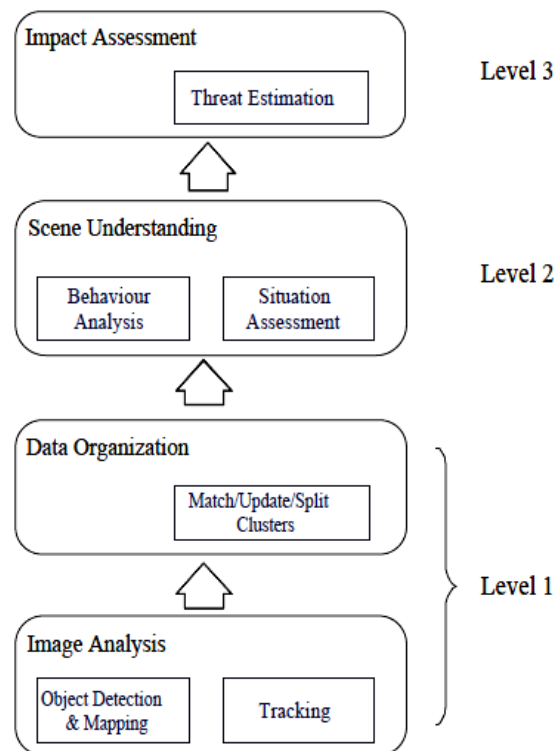 Impact Assessment
Level 3
Threat Estimation
Scene Understanding
Level 2
Behaviour
Analysis
Situation
Assessment
Data Organization
Match/Update/Split
Clusters
Level 1
Image Analysis
Object Detection
& Mapping
Tracking